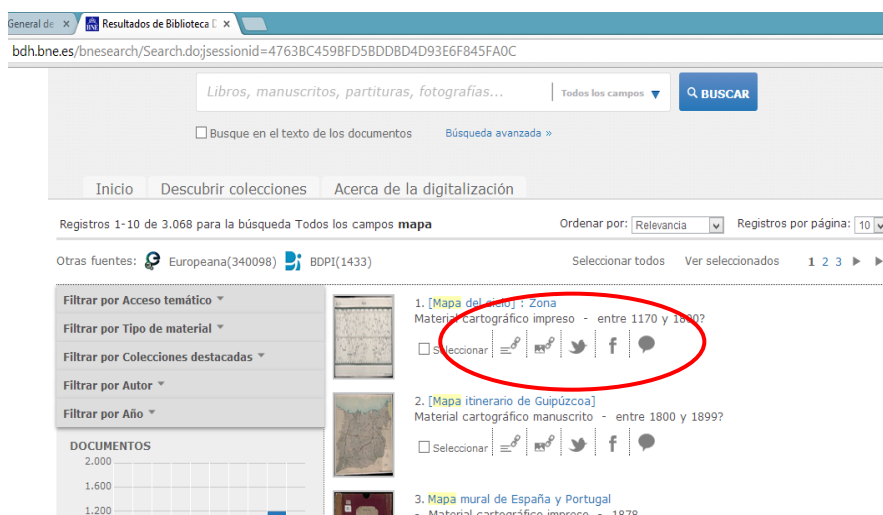 General de
Resultados de Biblioteca D
bdh.bne.es/bnesearch/Search.do;jsessionid=4763BC459BFD5BDDBD4D93E6F845FA0C
Libros, manuscritos, partituras, fotografías... Todos los campos BUSCAR
Busque en el texto de los documentos Búsqueda avanzada »
Inicio Descubrir colecciones Acerca de la digitalización
Registros 1-10 de 3.068 para la búsqueda Todos los campos mapa Ordenar por: Relevancia Registros por página: 10
Otras fuentes: Europeana(340098) BDPI(1433) Seleccionar todos Ver seleccionados 1 2 3
Filtrar por Acceso temático
Filtrar por Tipo de material
Filtrar por Colecciones destacadas
Filtrar por Autor
Filtrar por Año
DOCUMENTOS
2.000
1.600
1.200
1. [Mapa del cielo] : Zona
Material cartográfico impreso - entre 1170 y 1800?
Seleccionar
2. [Mapa itinerario de Guipúzcoa]
Material cartográfico manuscrito - entre 1800 y 1899?
Seleccionar
3. Mapa mural de España y Portugal
- Material cartográfico impreso - 1878